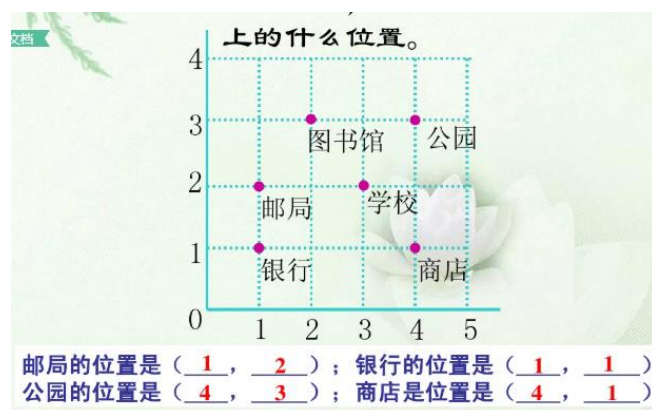 文档
上的什么位置。
4
3
图书馆 公园
2
邮局 学校
1
银行 商店
0 1 2 3 4 5
邮局的位置是（ 1 ， 2 ）；银行的位置是（ 1 ， 1 ）
公园的位置是（ 4 ， 3 ）；商店是位置是（ 4 ， 1 ）